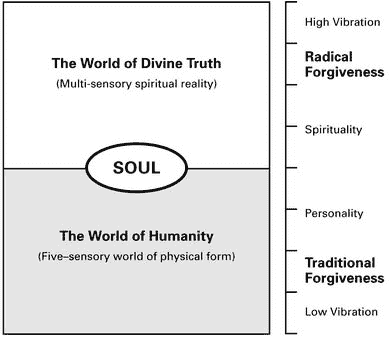 The World of Divine Truth
(Multi-sensory spiritual reality)
SOUL
The World of Humanity
(Five–sensory world of physical form)
High Vibration
Radical
Forgiveness
Spirituality
Personality
Traditional
Forgiveness
Low Vibration